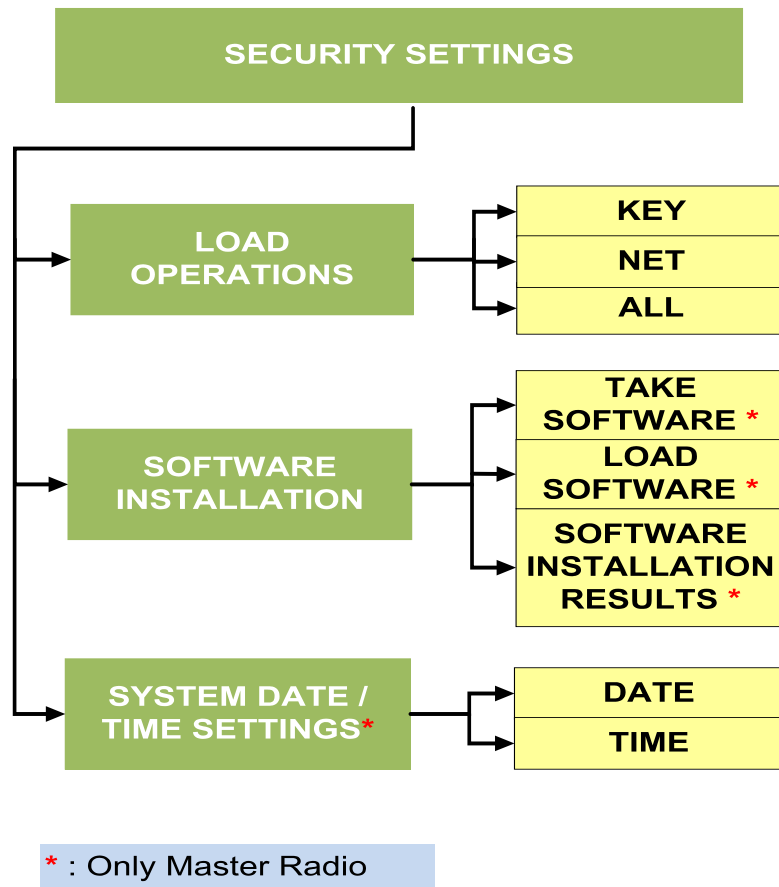 SECURITY SETTINGS
LOAD
OPERATIONS
KEY
NET
ALL
SOFTWARE
INSTALLATION
TAKE
SOFTWARE *
LOAD
SOFTWARE *
SOFTWARE
INSTALLATION
RESULTS *
SYSTEM DATE /
TIME SETTINGS*
DATE
TIME
* : Only Master Radio